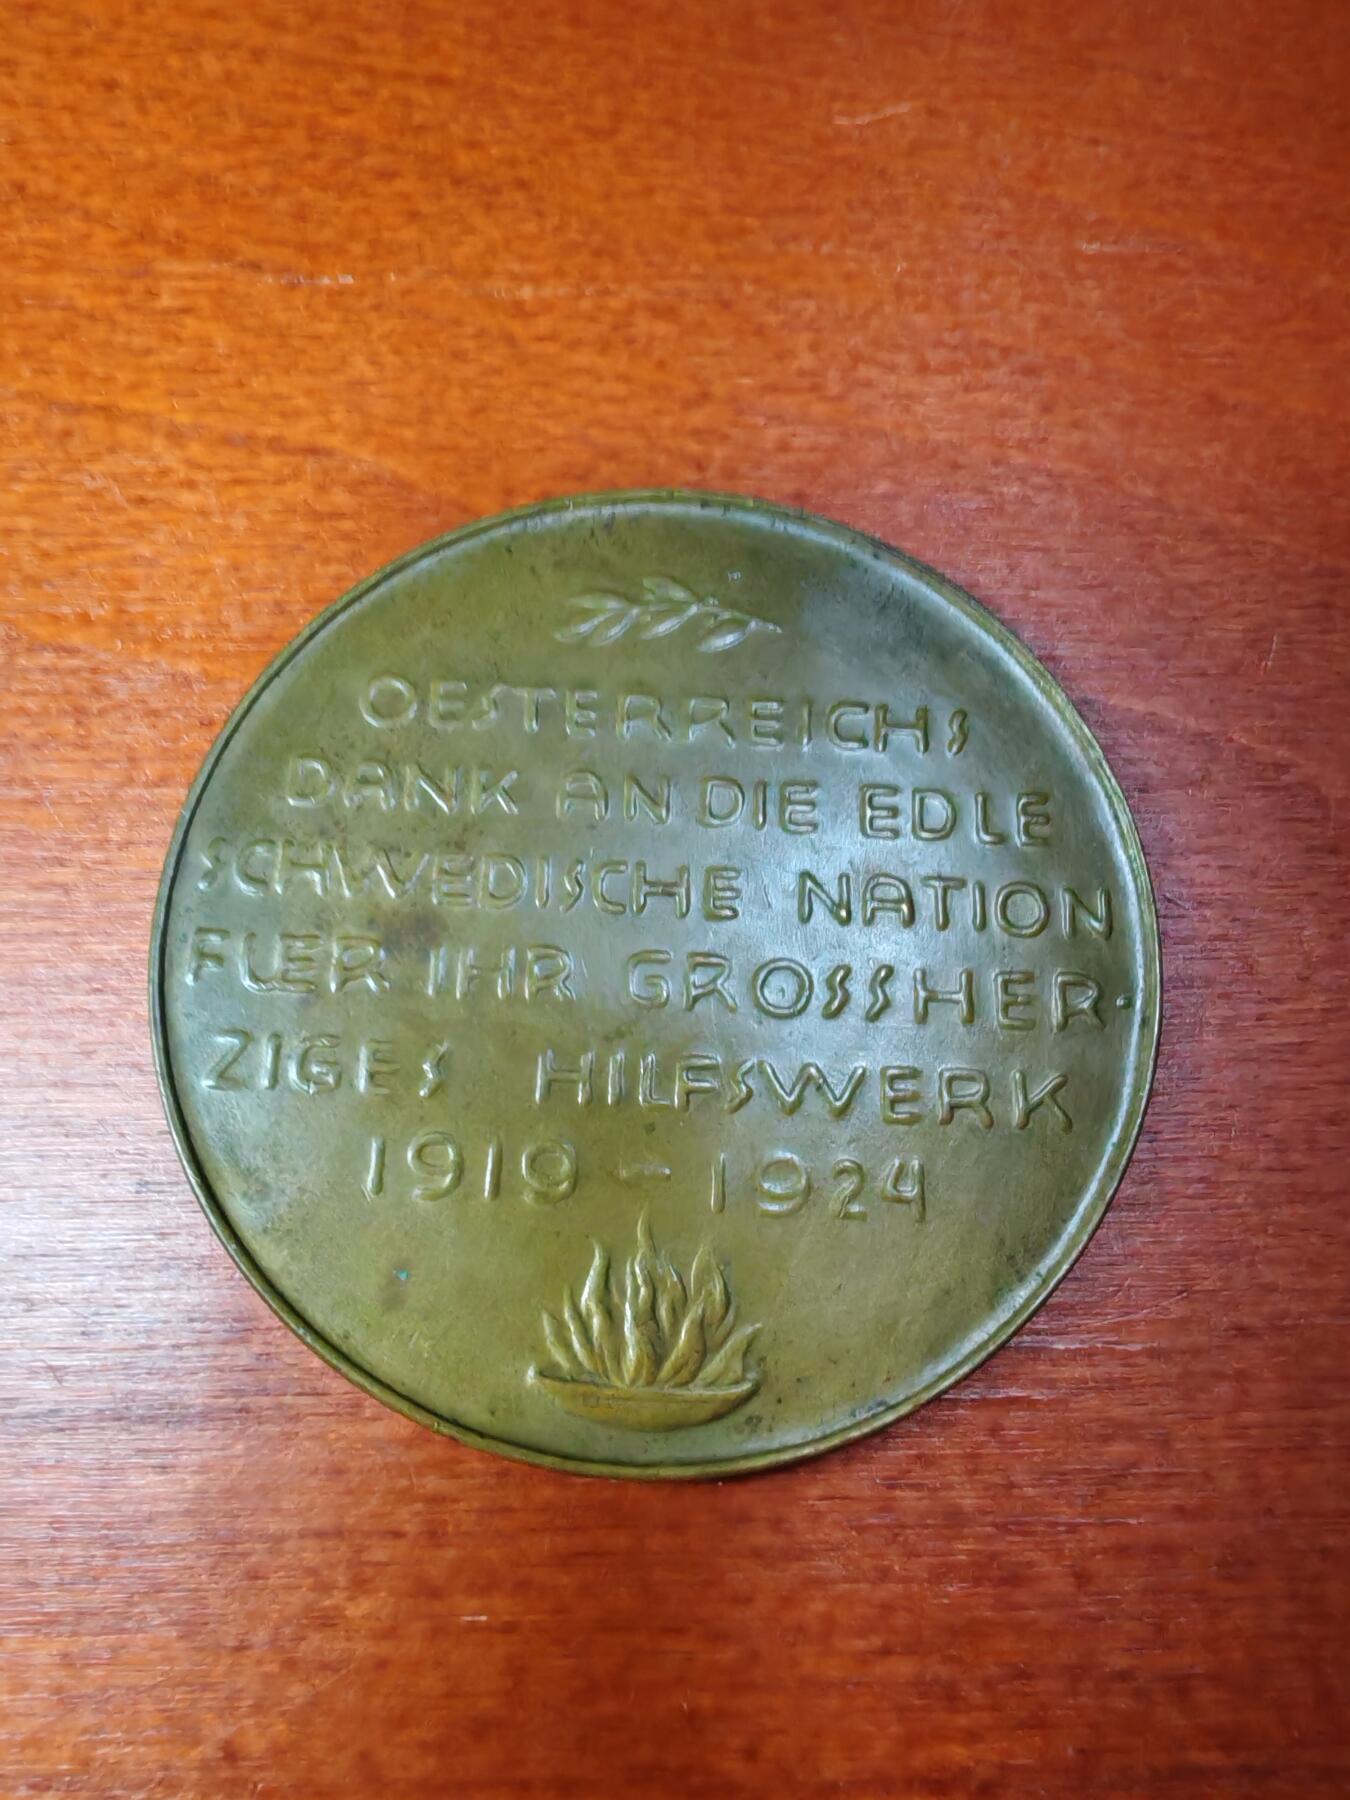 OESTERREICHS
DANK AN DIE EDLE
SCHWEDISCHE NATION
FUER IHR GROSSHER-
ZIGES HILFSWERK
1919 - 1924